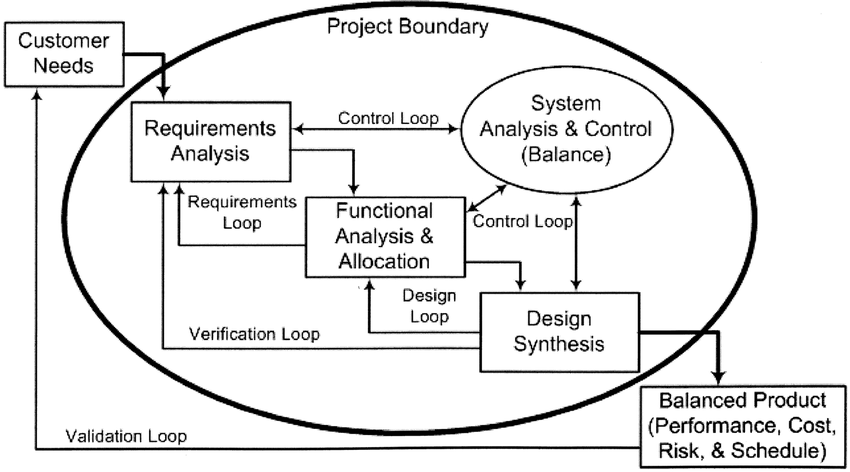 Project Boundary
Customer
Needs
Requirements
Analysis
Control Loop
System
Analysis & Control
(Balance)
Requirements
Loop
Functional
Analysis &
Allocation
Control Loop
Design
Loop
Design
Synthesis
Verification Loop
Balanced Product
(Performance, Cost,
Risk, & Schedule)
Validation Loop